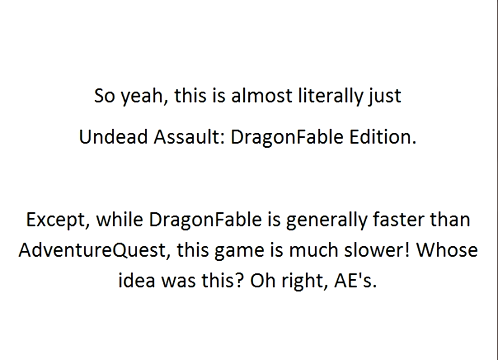 So yeah, this is almost literally just
Undead Assault: DragonFable Edition.
Except, while DragonFable is generally faster than
AdventureQuest, this game is much slower! Whose
idea was this? Oh right, AE's.